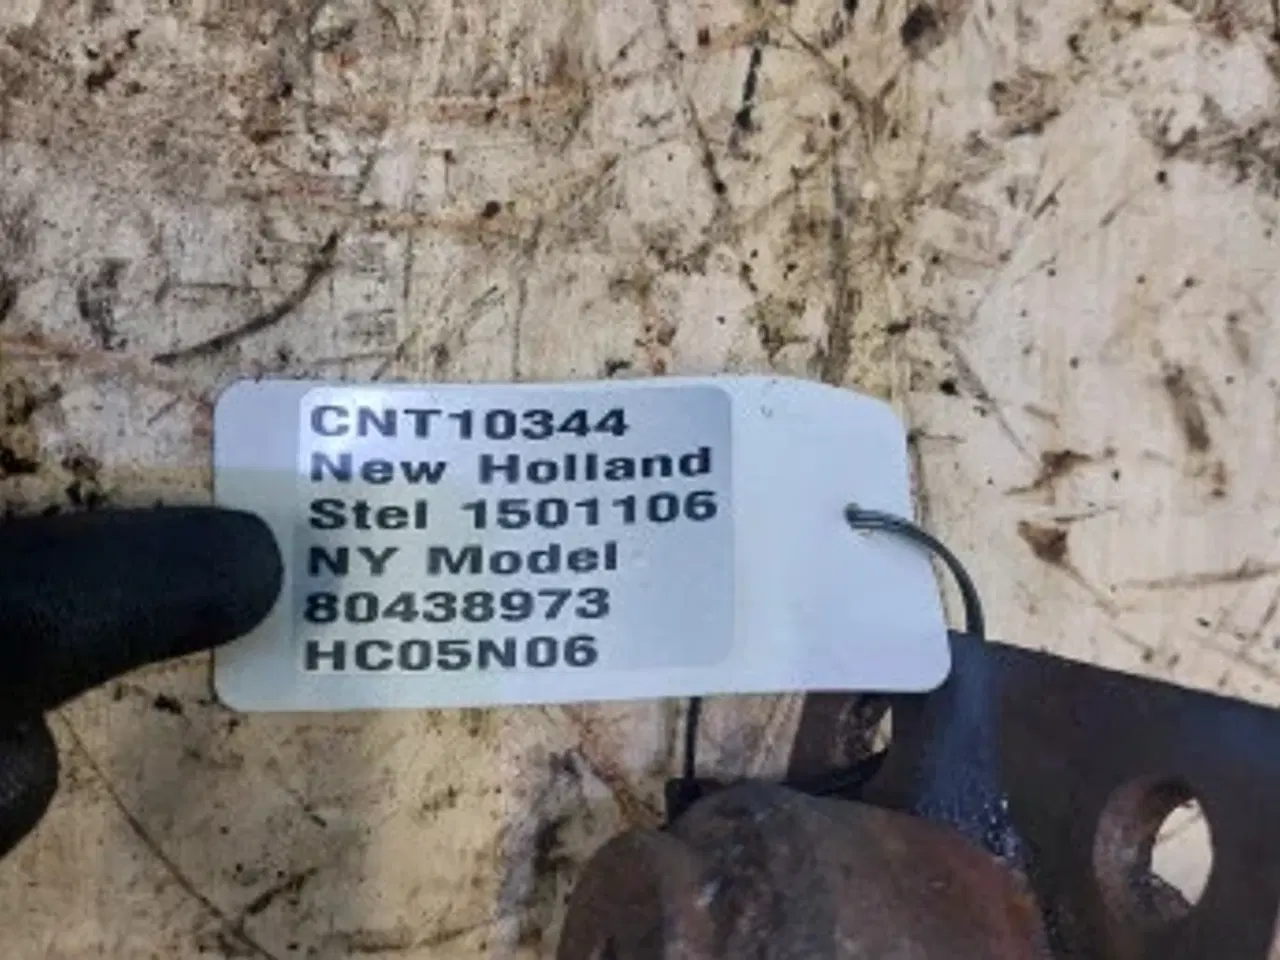 CNT10344
New Holland
Stel 1501106
NY Model
80438973
HC05N06